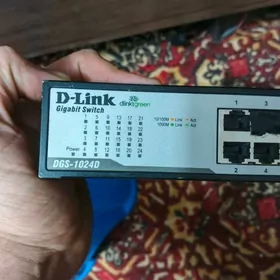 D-Link
dlinkgreen
Gigabit Switch
1 5 9 13 17 21
2 6 10 14 18 22
3 7 11 15 19 23
Power 4 8 12 16 20 24
10/100M Link Act
1000M Link Act
1 3
2 4
DGS-1024D